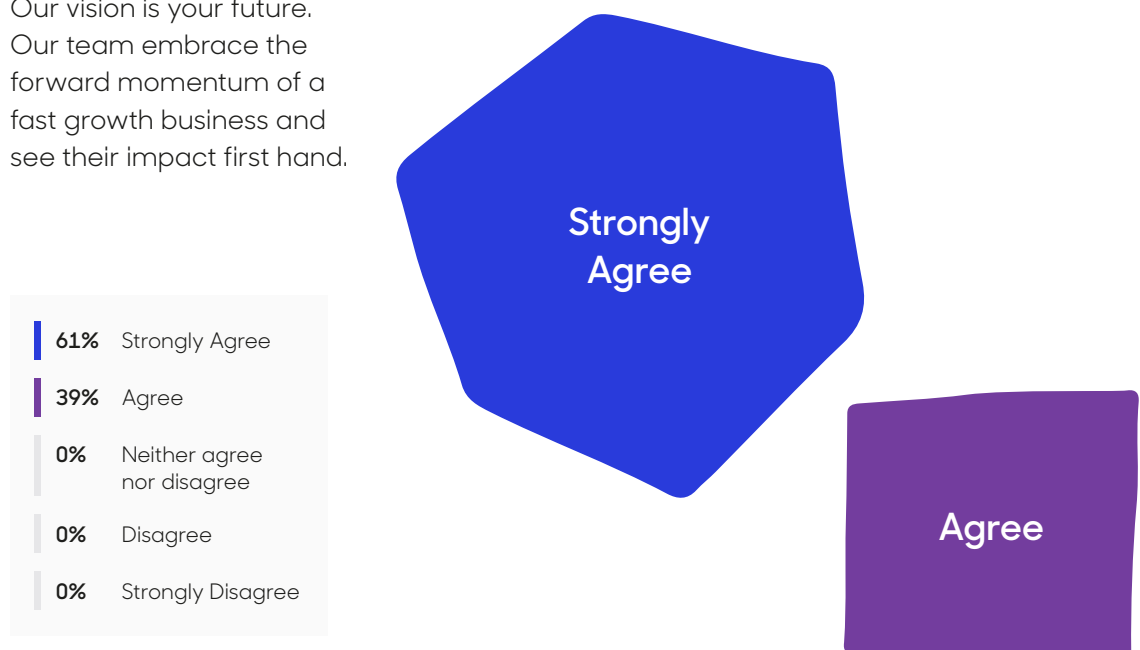 Our vision is your future.
Our team embrace the
forward momentum of a
fast growth business and
see their impact first hand.
Strongly
Agree
61% Strongly Agree
39% Agree
0% Neither agree
nor disagree
0% Disagree
0% Strongly Disagree
Agree